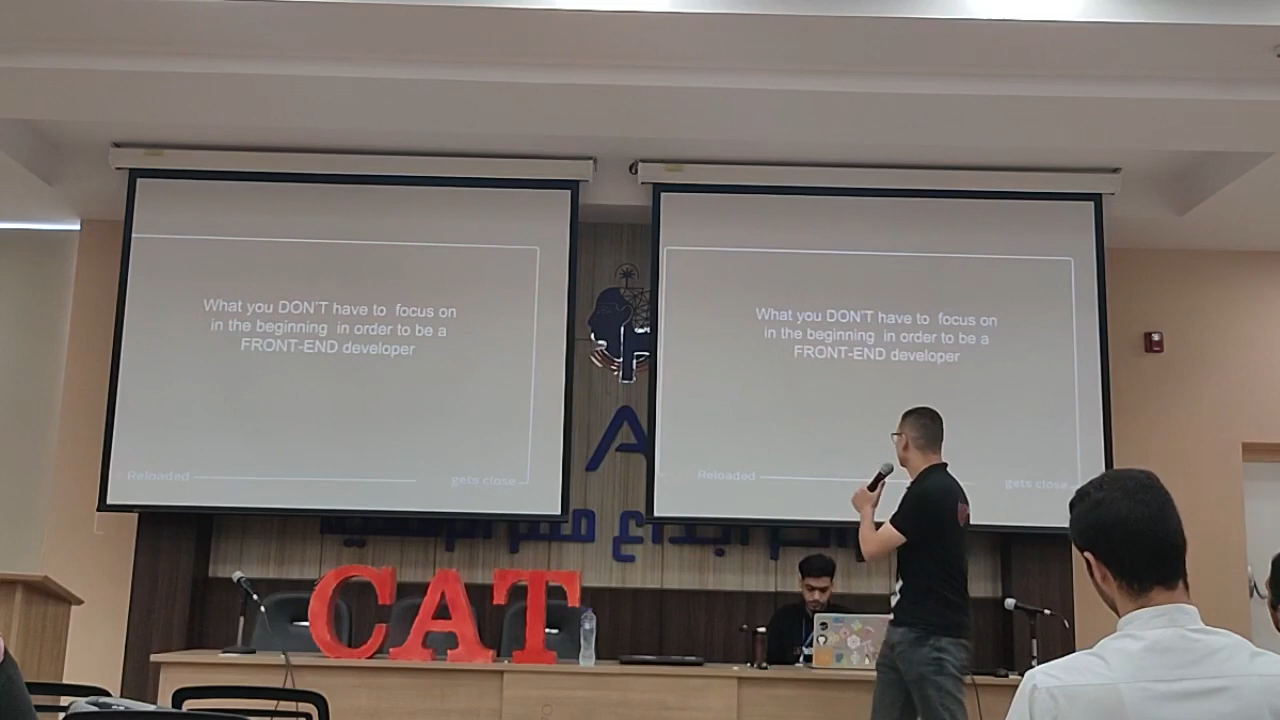 What you DON'T have to  focus on
in the beginning  in order to be a
FRONT-END developer
Reloaded
gets close
What you DON'T have to  focus on
in the beginning  in order to be a
FRONT-END developer
Reloaded
gets close
A
CAT